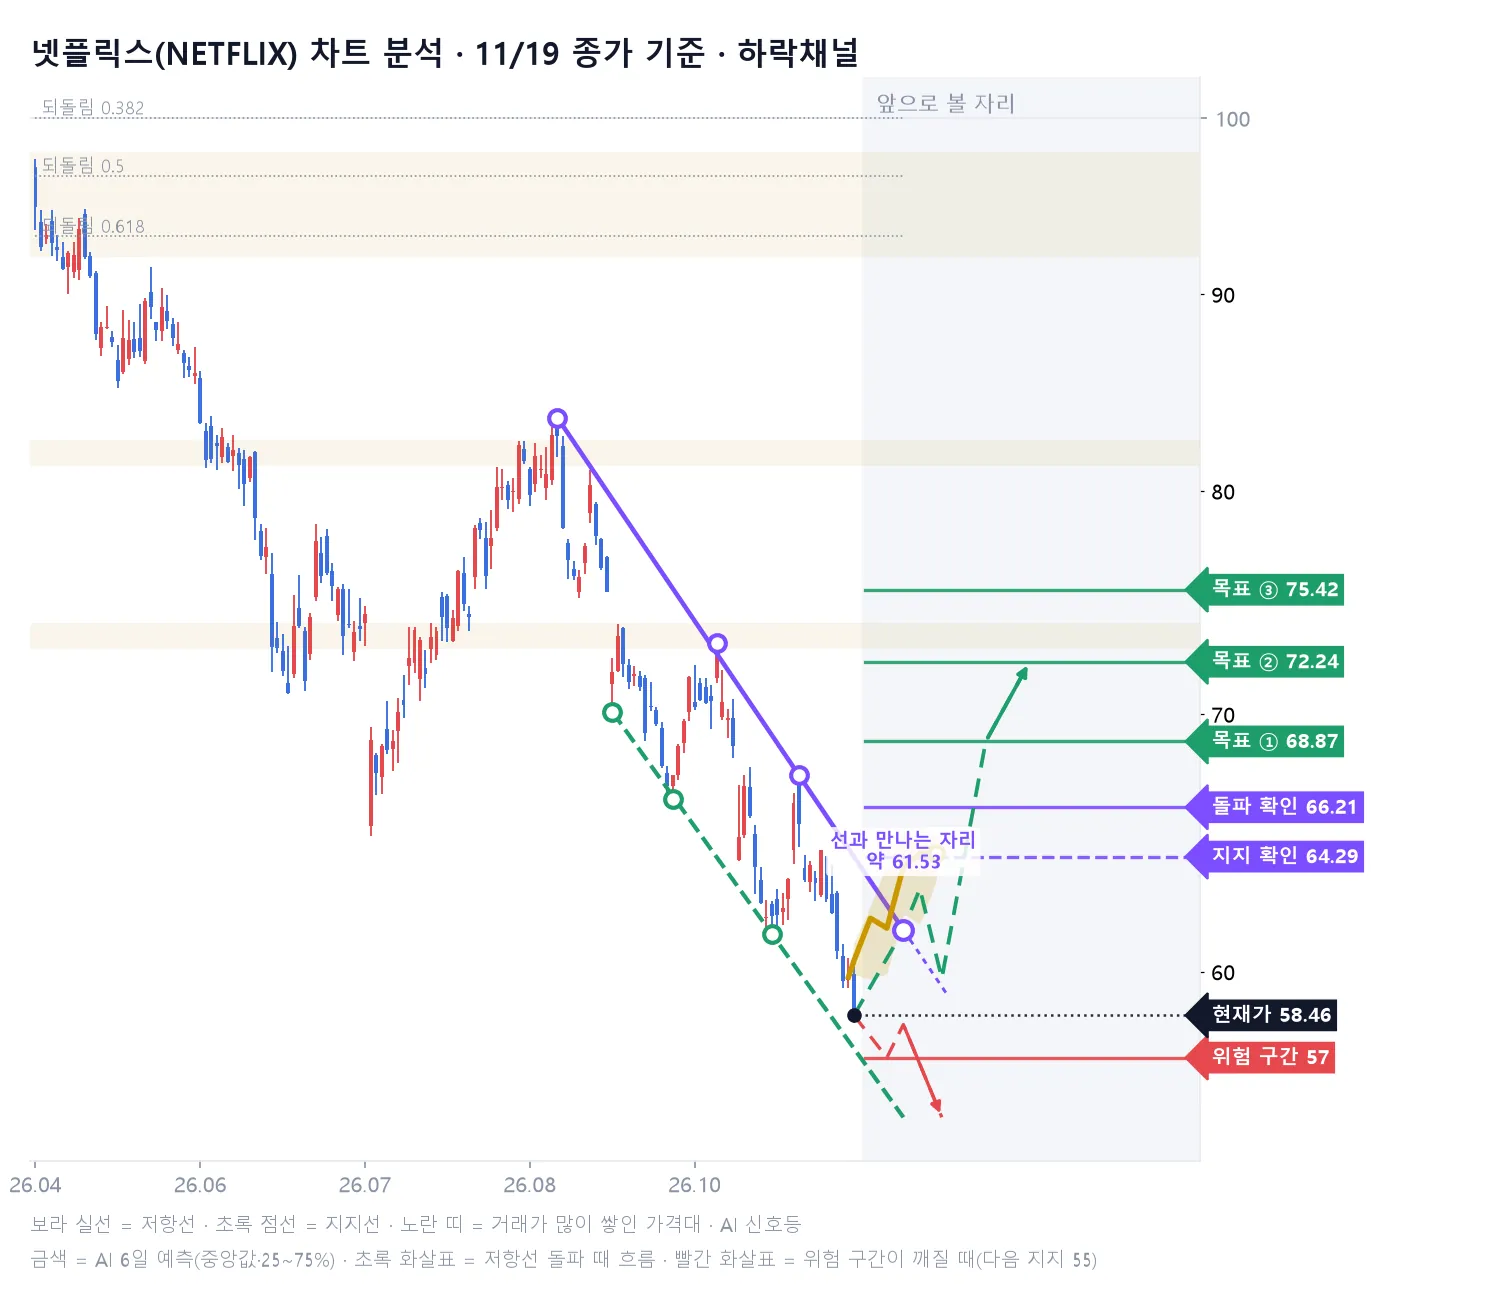 넷플릭스(NETFLIX) 차트 분석 · 11/19 종가 기준 · 하락채널
앞으로 볼 자리
되돌림 0.382
100
되돌림 0.5
되돌림 0.618
90
80
목표 ③ 75.42
목표 ② 72.24
70
목표 ① 68.87
돌파 확인 66.21
선과 만나는 자리
약 61.53
지지 확인 64.29
60
현재가 58.46
위험 구간 57
26.04 26.06 26.07 26.08 26.10
보라 실선 = 저항선 · 초록 점선 = 지지선 · 노란 띠 = 거래가 많이 쌓인 가격대 · AI 신호등
금색 = AI 6일 예측(중앙값·25~75%) · 초록 화살표 = 저항선 돌파 때 흐름 · 빨간 화살표 = 위험 구간이 깨질 때(다음 지지 55)